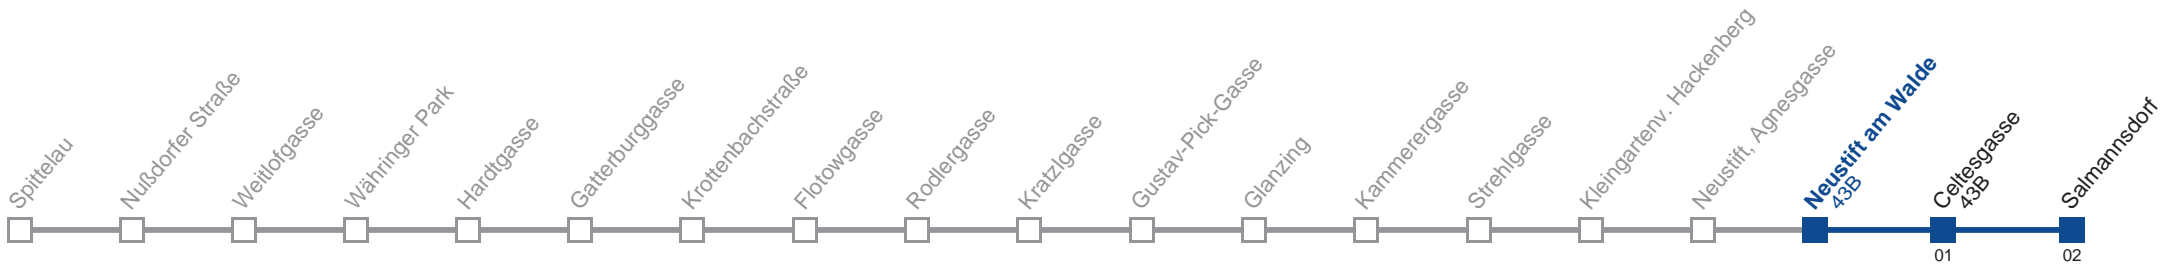 Spittelau
Nußdorfer Straße
Weitlofgasse
Währinger Park
Hardtgasse
Gatterburggasse
Krottenbachstraße
Flotowgasse
Rodlergasse
Kratzlgasse
Gustav-Pick-Gasse
Glanzing
Kammerergasse
Strehlgasse
Kleingartenv. Hackenberg
Neustift, Agnesgasse
Neustift am Walde
43B
Celtesgasse
43B
Salmannsdorf
01
02